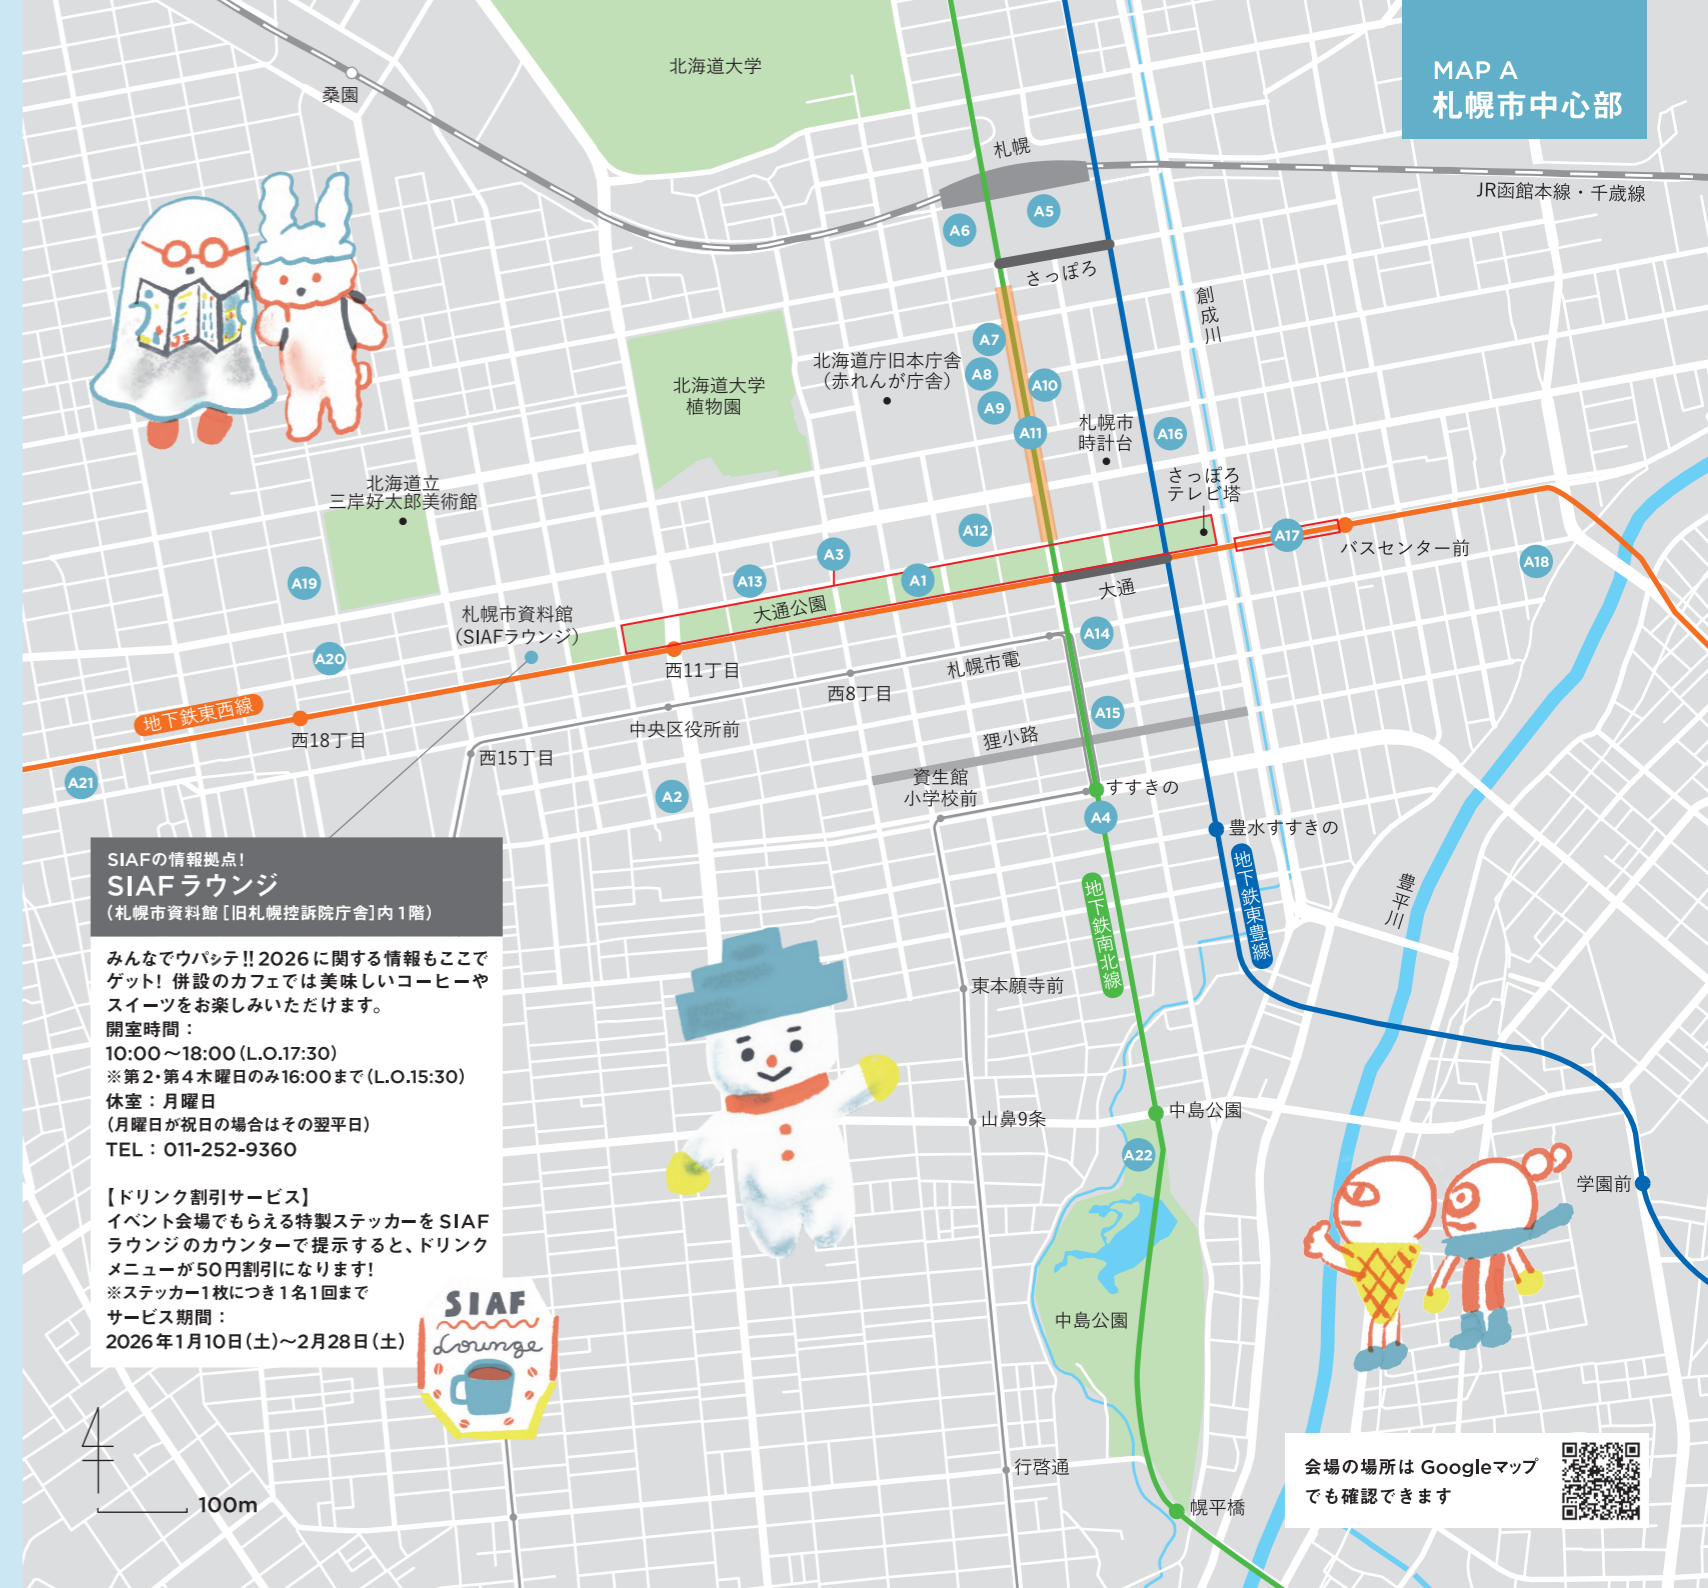 MAP A
札幌市中心部
北海道大学
桑園
札幌
JR函館本線・千歳線
A5
A6
さっぽろ
創成川
A7
北海道庁旧本庁舎
（赤れんが庁舎）
A8
A10
A9
A11
北海道大学
植物園
札幌市
時計台
A16
さっぽろ
テレビ塔
北海道立
三岸好太郎美術館
A12
A17
バスセンター前
A18
A3
A13
A1
A19
大通公園
大通
札幌市資料館
（SIAFラウンジ）
A14
A20
西11丁目
札幌市電
西8丁目
地下鉄東西線
A15
西18丁目
中央区役所前
狸小路
西15丁目
A21
A2
資生館
小学校前
すすきの
A4
豊水すすきの
地下鉄東豊線
地下鉄南北線
豊平川
SIAFの情報拠点！
SIAFラウンジ
（札幌市資料館［旧札幌控訴院庁舎］内1階）
みんなでウパㇱテ!! 2026に関する情報もここで
ゲット！ 併設のカフェでは美味しいコーヒーや
スイーツをお楽しみいただけます。
開室時間：
10:00〜18:00（L.O.17:30）
※第2・第4木曜日のみ16:00まで（L.O.15:30）
休室：月曜日
（月曜日が祝日の場合はその翌平日）
TEL：011-252-9360
【ドリンク割引サービス】
イベント会場でもらえる特製ステッカーをSIAF
ラウンジのカウンターで提示すると、ドリンク
メニューが50円割引になります！
※ステッカー1枚につき1名1回まで
サービス期間：
2026年1月10日（土）〜2月28日（土）
SIAF
Lounge
東本願寺前
山鼻9条
中島公園
A22
学園前
中島公園
行啓通
幌平橋
100m
会場の場所は Googleマップ
でも確認できます